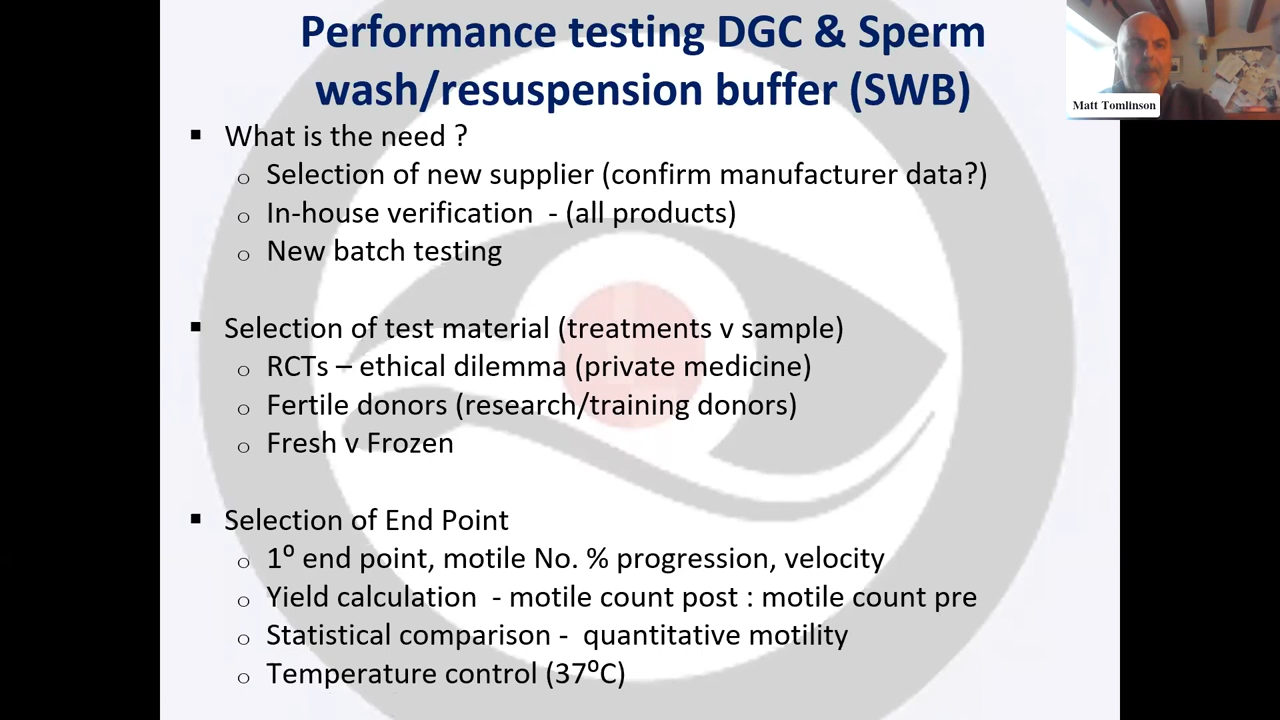 Performance testing DGC & Sperm
wash/resuspension buffer (SWB)
Matt Tomlinson
▪ What is the need ?
o Selection of new supplier (confirm manufacturer data?)
o In-house verification - (all products)
o New batch testing
▪ Selection of test material (treatments v sample)
o RCTs – ethical dilemma (private medicine)
o Fertile donors (research/training donors)
o Fresh v Frozen
▪ Selection of End Point
o 1⁰ end point, motile No. % progression, velocity
o Yield calculation - motile count post : motile count pre
o Statistical comparison - quantitative motility
o Temperature control (37⁰C)